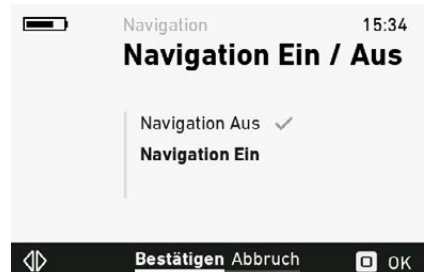 Navigation 15:34
Navigation Ein / Aus
Navigation Aus
Navigation Ein
Bestätigen Abbruch OK